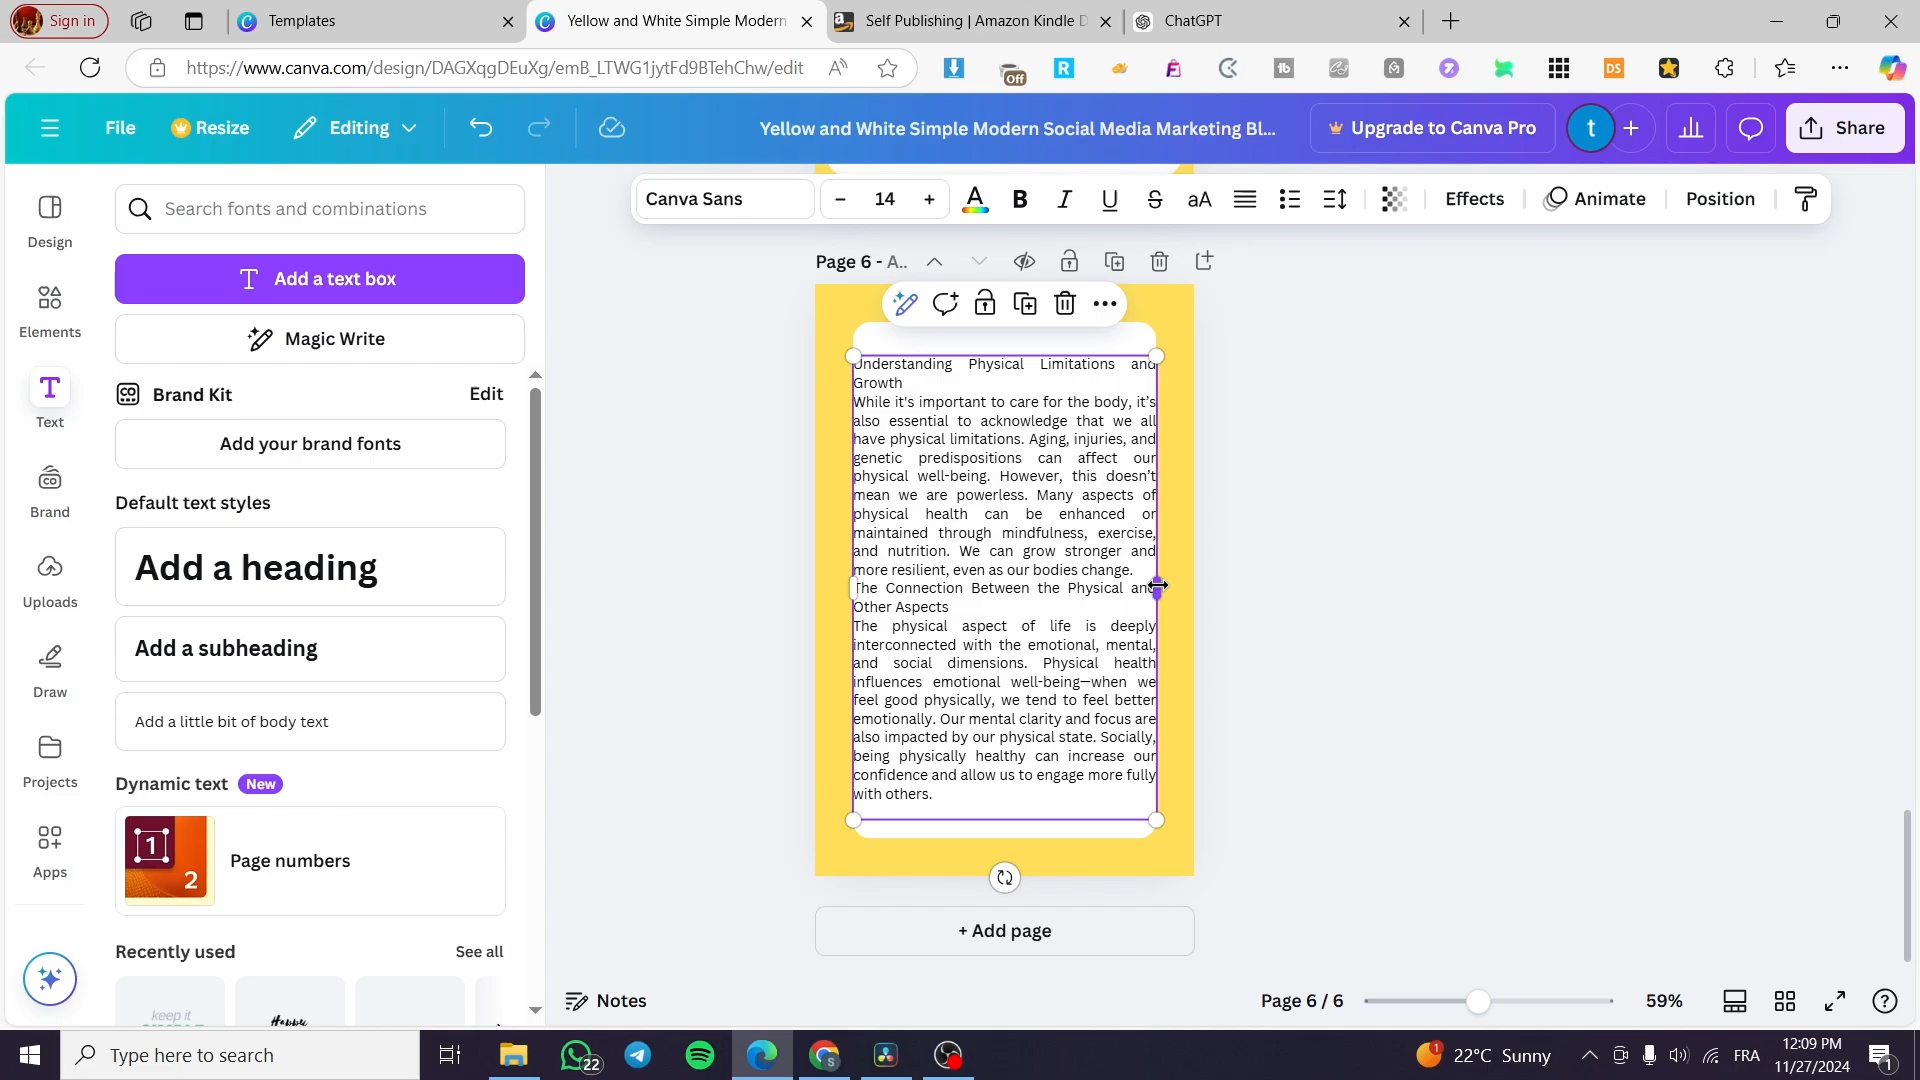 Sign in
Templates
Yellow and White Simple Modern
Self Publishing | Amazon Kindle D
ChatGPT
https://www.canva.com/design/DAGXqgDEuXg/emB_LTWG1jytFd9BTehChw/edit
Off
File
Resize
Editing
Yellow and White Simple Modern Social Media Marketing Bl...
Upgrade to Canva Pro
t
Share
Design
Elements
Text
Brand
Uploads
Draw
Projects
Apps
Search fonts and combinations
Add a text box
Magic Write
Brand Kit
Edit
Add your brand fonts
Default text styles
Add a heading
Add a subheading
Add a little bit of body text
Dynamic text
New
1
2
Page numbers
Recently used
See all
keep it
Happy
Canva Sans
– 14 +
A
B
I
U
S
aA
Effects
Animate
Position
Page 6 - A..
Understanding Physical Limitations and
Growth
While it's important to care for the body, it’s
also essential to acknowledge that we all
have physical limitations. Aging, injuries, and
genetic predispositions can affect our
physical well-being. However, this doesn’t
mean we are powerless. Many aspects of
physical health can be enhanced or
maintained through mindfulness, exercise,
and nutrition. We can grow stronger and
more resilient, even as our bodies change.
The Connection Between the Physical and
Other Aspects
The physical aspect of life is deeply
interconnected with the emotional, mental,
and social dimensions. Physical health
influences emotional well-being—when we
feel good physically, we tend to feel better
emotionally. Our mental clarity and focus are
also impacted by our physical state. Socially,
being physically healthy can increase our
confidence and allow us to engage more fully
with others.
+ Add page
Notes
Page 6 / 6
59%
Type here to search
22
1
22°C Sunny
FRA
12:09 PM
11/27/2024
1